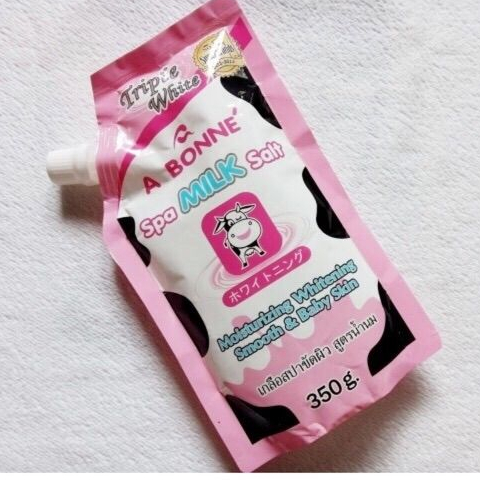 Triple
White
A BONNÉ
Spa MILK Salt
ホワイトニング
Moisturizing Whitening
Smooth & Baby Skin
เกลือสปาขัดผิว สูตรน้ำนม
350 g.